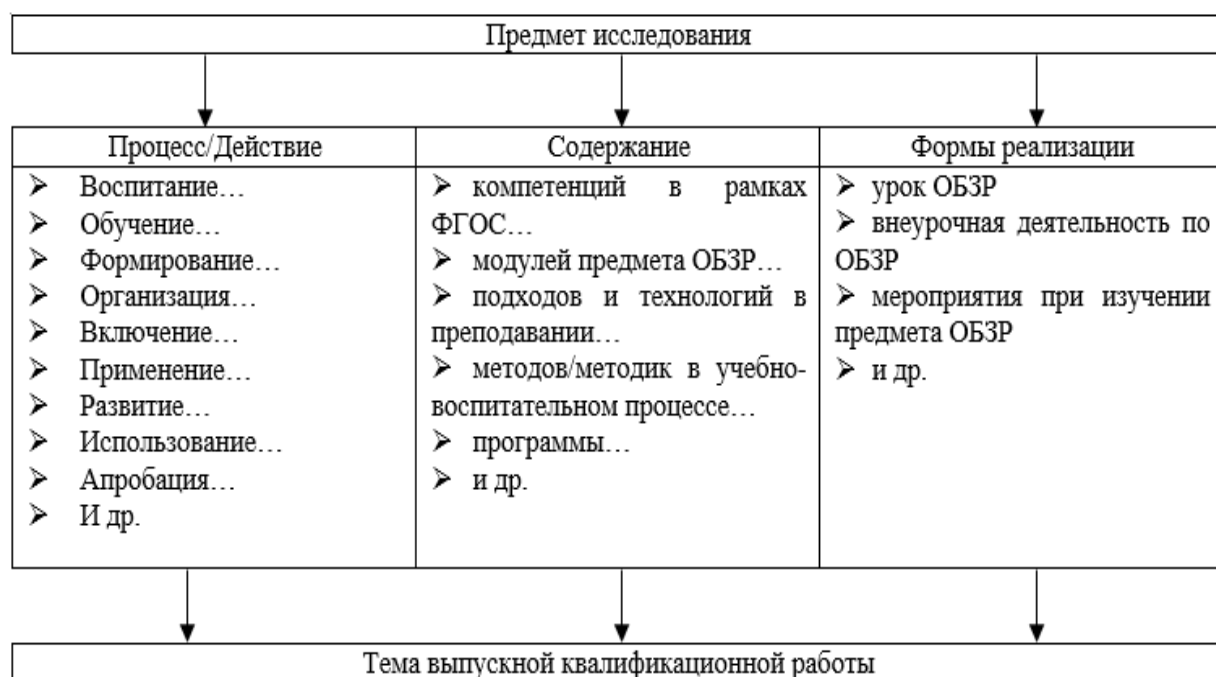 Предмет исследования
Процесс/Действие
➢ Воспитание…
➢ Обучение…
➢ Формирование…
➢ Организация…
➢ Включение…
➢ Применение…
➢ Развитие…
➢ Использование…
➢ Апробация…
➢ И др.
Содержание
➢ компетенций в рамках
ФГОС…
➢ модулей предмета ОБЗР…
➢ подходов и технологий в
преподавании…
➢ методов/методик в учебно-
воспитательном процессе…
➢ программы…
➢ и др.
Формы реализации
➢ урок ОБЗР
➢ внеурочная деятельность по
ОБЗР
➢ мероприятия при изучении
предмета ОБЗР
➢ и др.
Тема выпускной квалификационной работы